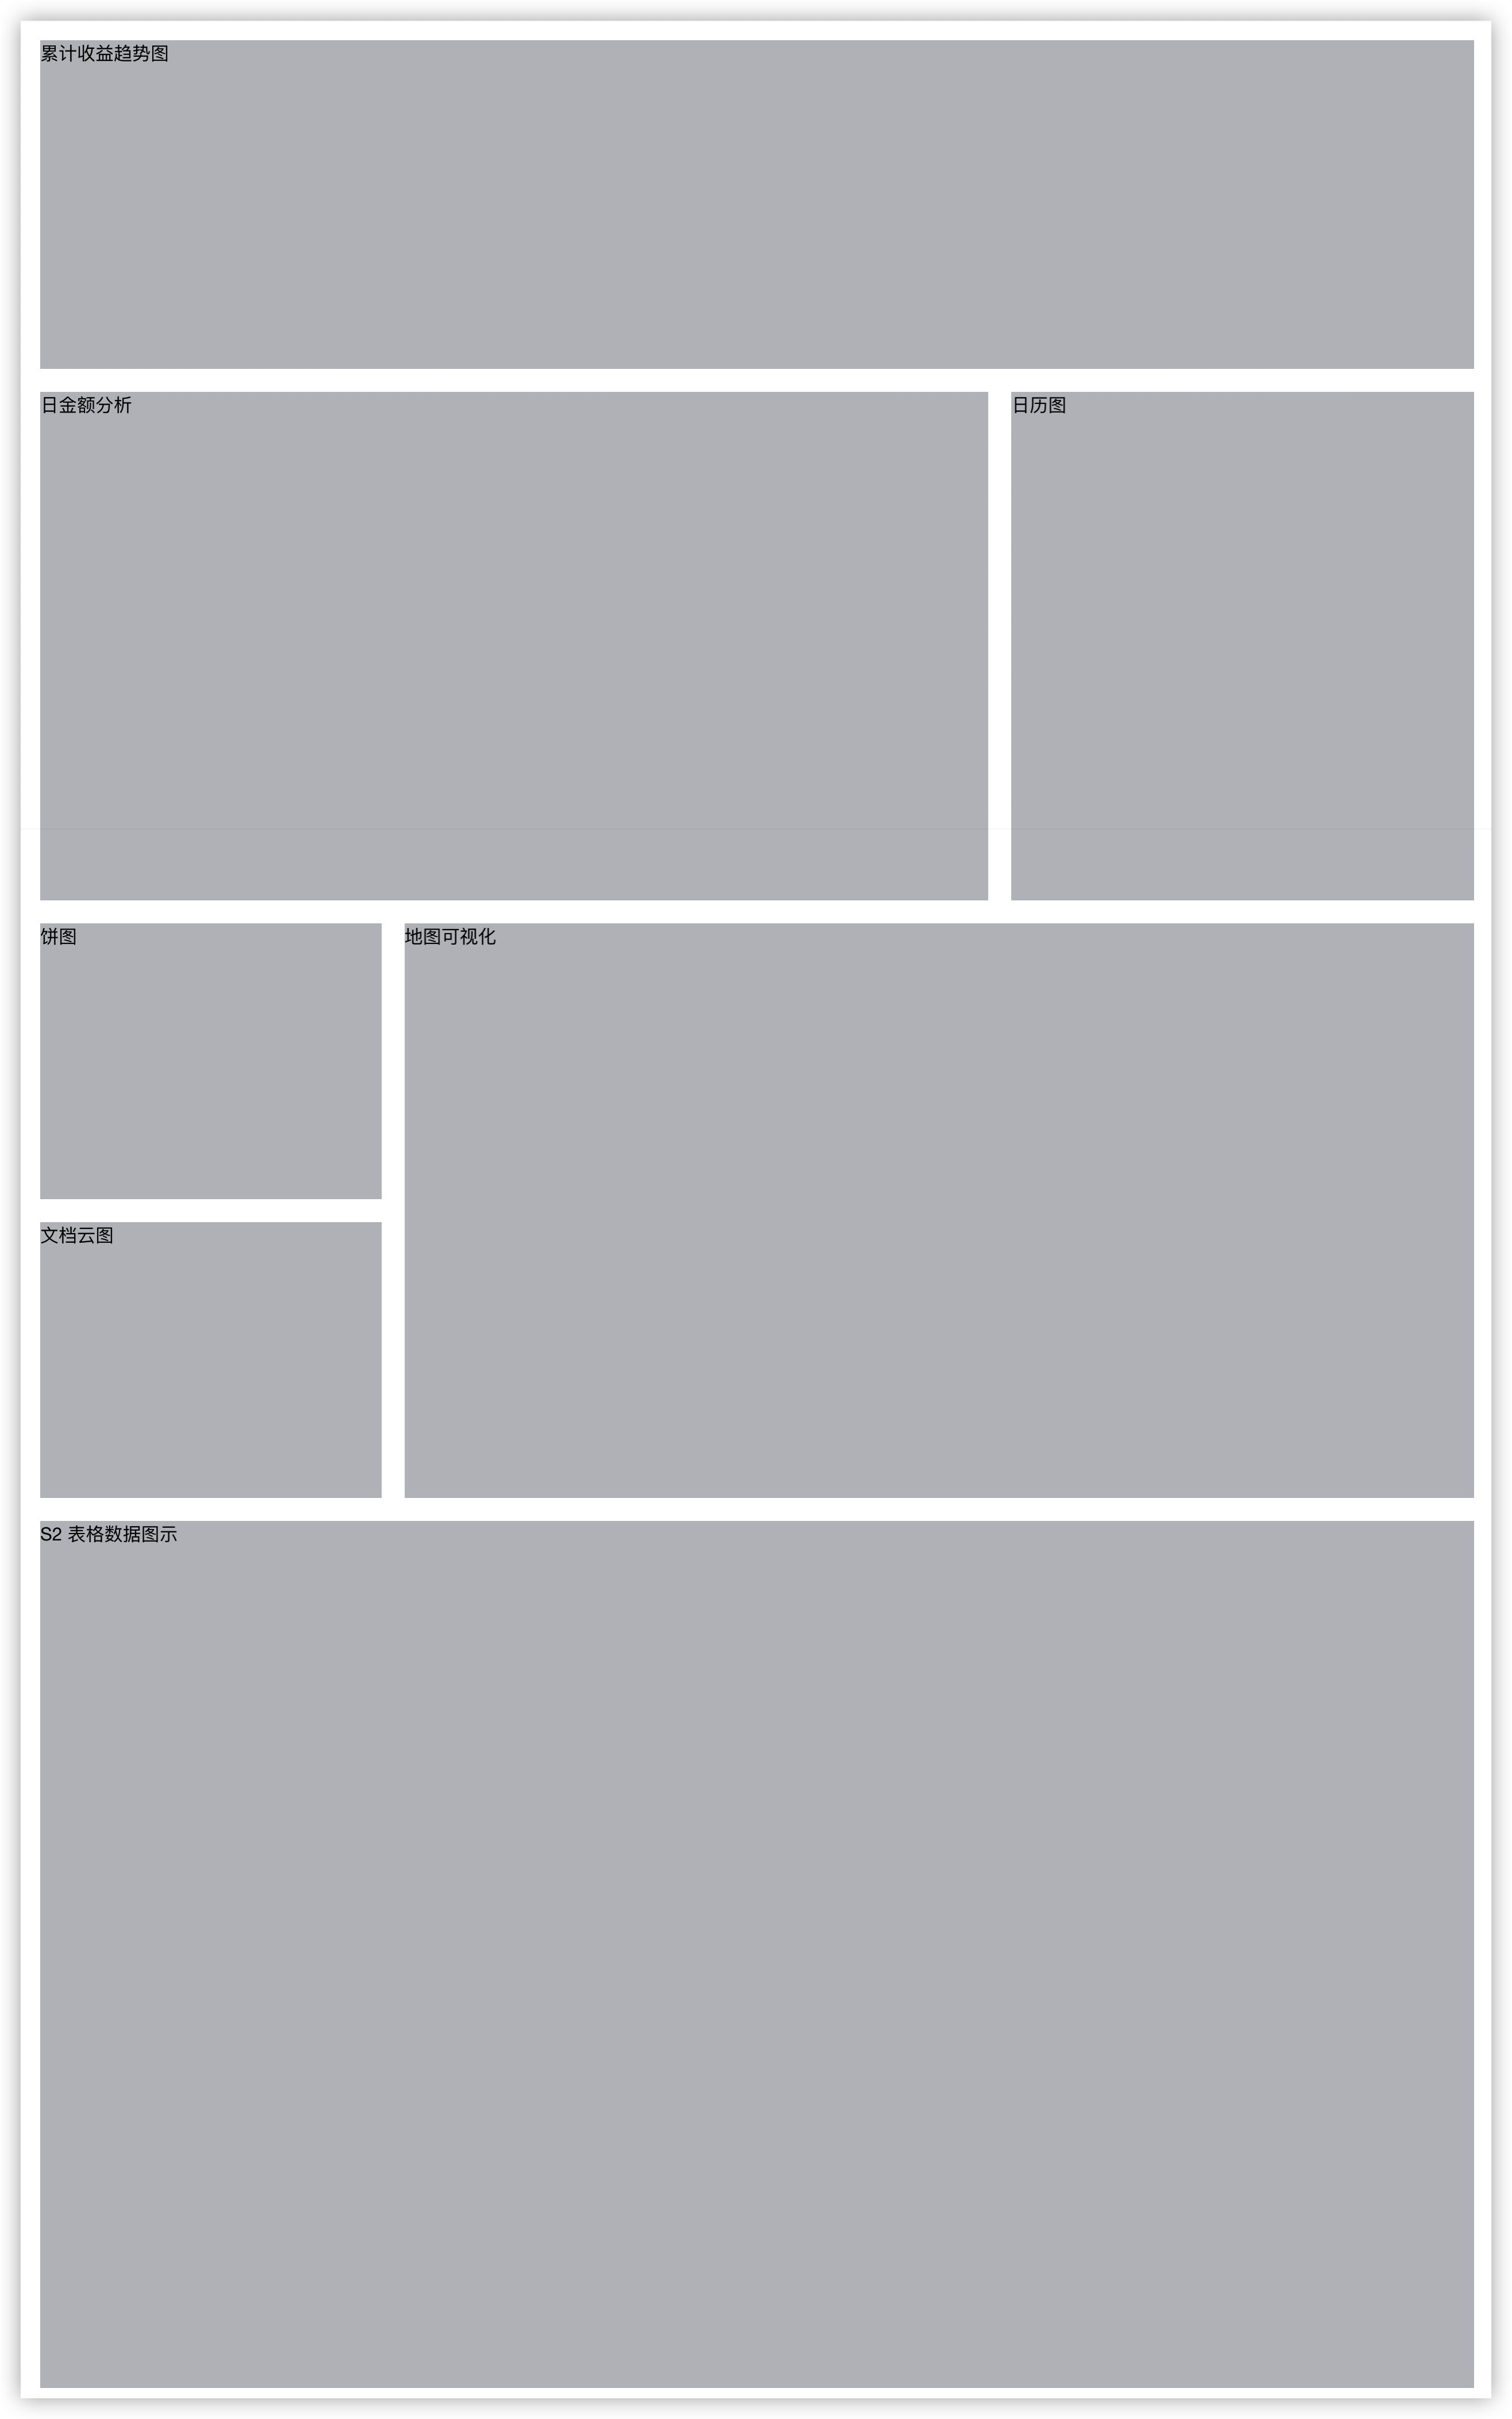 累计收益趋势图
日金额分析
日历图
饼图
地图可视化
文档云图
S2 表格数据图示